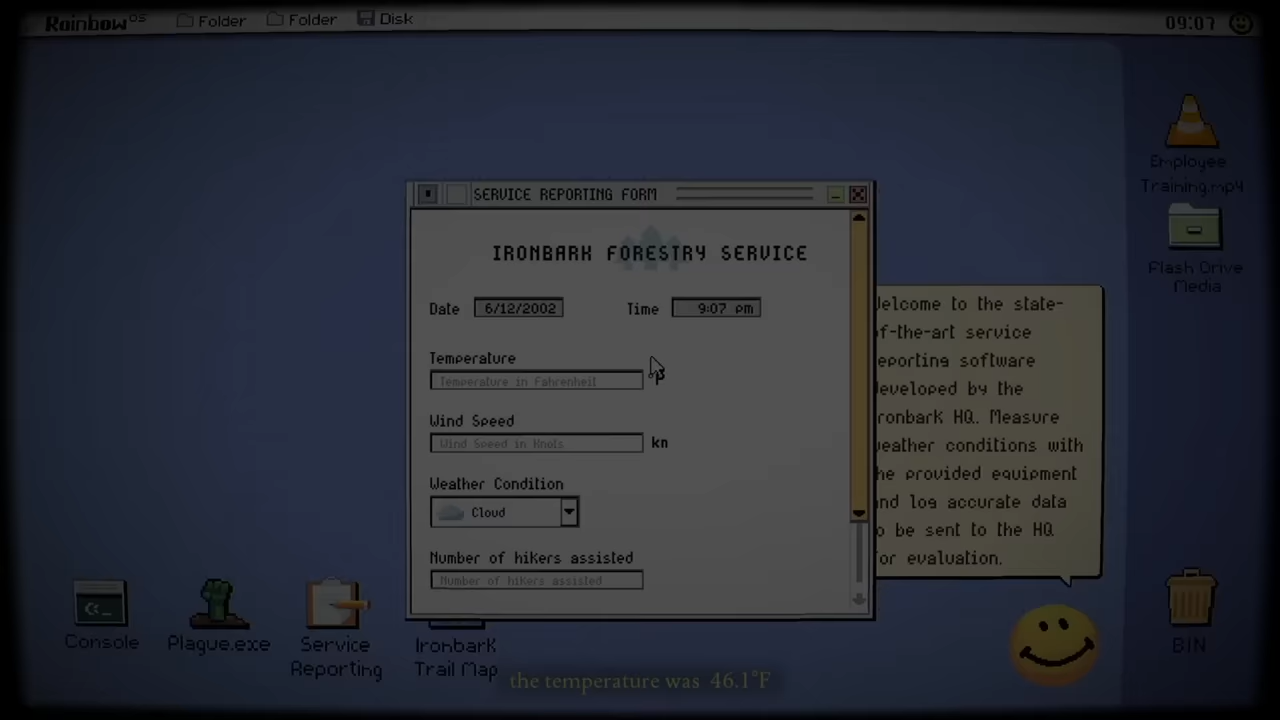 RainbowOS Folder Folder Disk 09:07
Employee
Training.mp4
Flash Drive
Media
SERVICE REPORTING FORM
IRONBARK FORESTRY SERVICE
Date 6/12/2002 Time 9:07 pm
Temperature
Temperature in Fahrenheit
Wind Speed
Wind Speed in Knots kn
Weather Condition
Cloud
Number of hikers assisted
Number of hikers assisted
Welcome to the state-
of-the-art service
reporting software
developed by the
Ironbark HQ. Measure
weather conditions with
the provided equipment
and log accurate data
to be sent to the HQ
for evaluation.
Console
Plague.exe
Service
Reporting
Ironbark
Trail Map
BIN
the temperature was 46.1°F